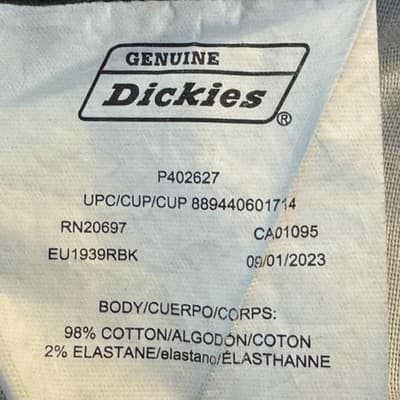 GENUINE
Dickies®
P402627
UPC/CUP/CUP 889440601714
RN20697 CA01095
EU1939RBK 09/01/2023
BODY/CUERPO/CORPS:
98% COTTON/ALGODÓN/COTON
2% ELASTANE/elastano/ÉLASTHANNE